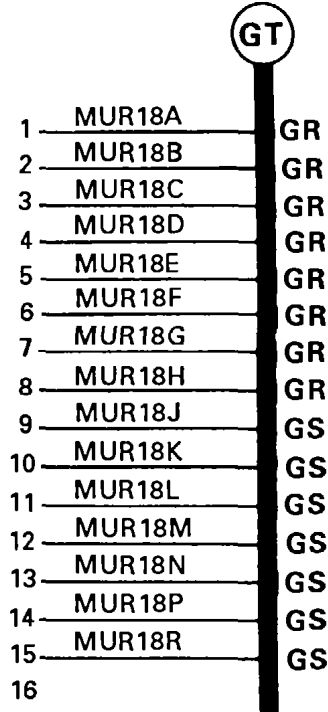 GT
1 MUR18A GR
2 MUR18B GR
3 MUR18C GR
4 MUR18D GR
5 MUR18E GR
6 MUR18F GR
7 MUR18G GR
8 MUR18H GR
9 MUR18J GS
10 MUR18K GS
11 MUR18L GS
12 MUR18M GS
13 MUR18N GS
14 MUR18P GS
15 MUR18R GS
16